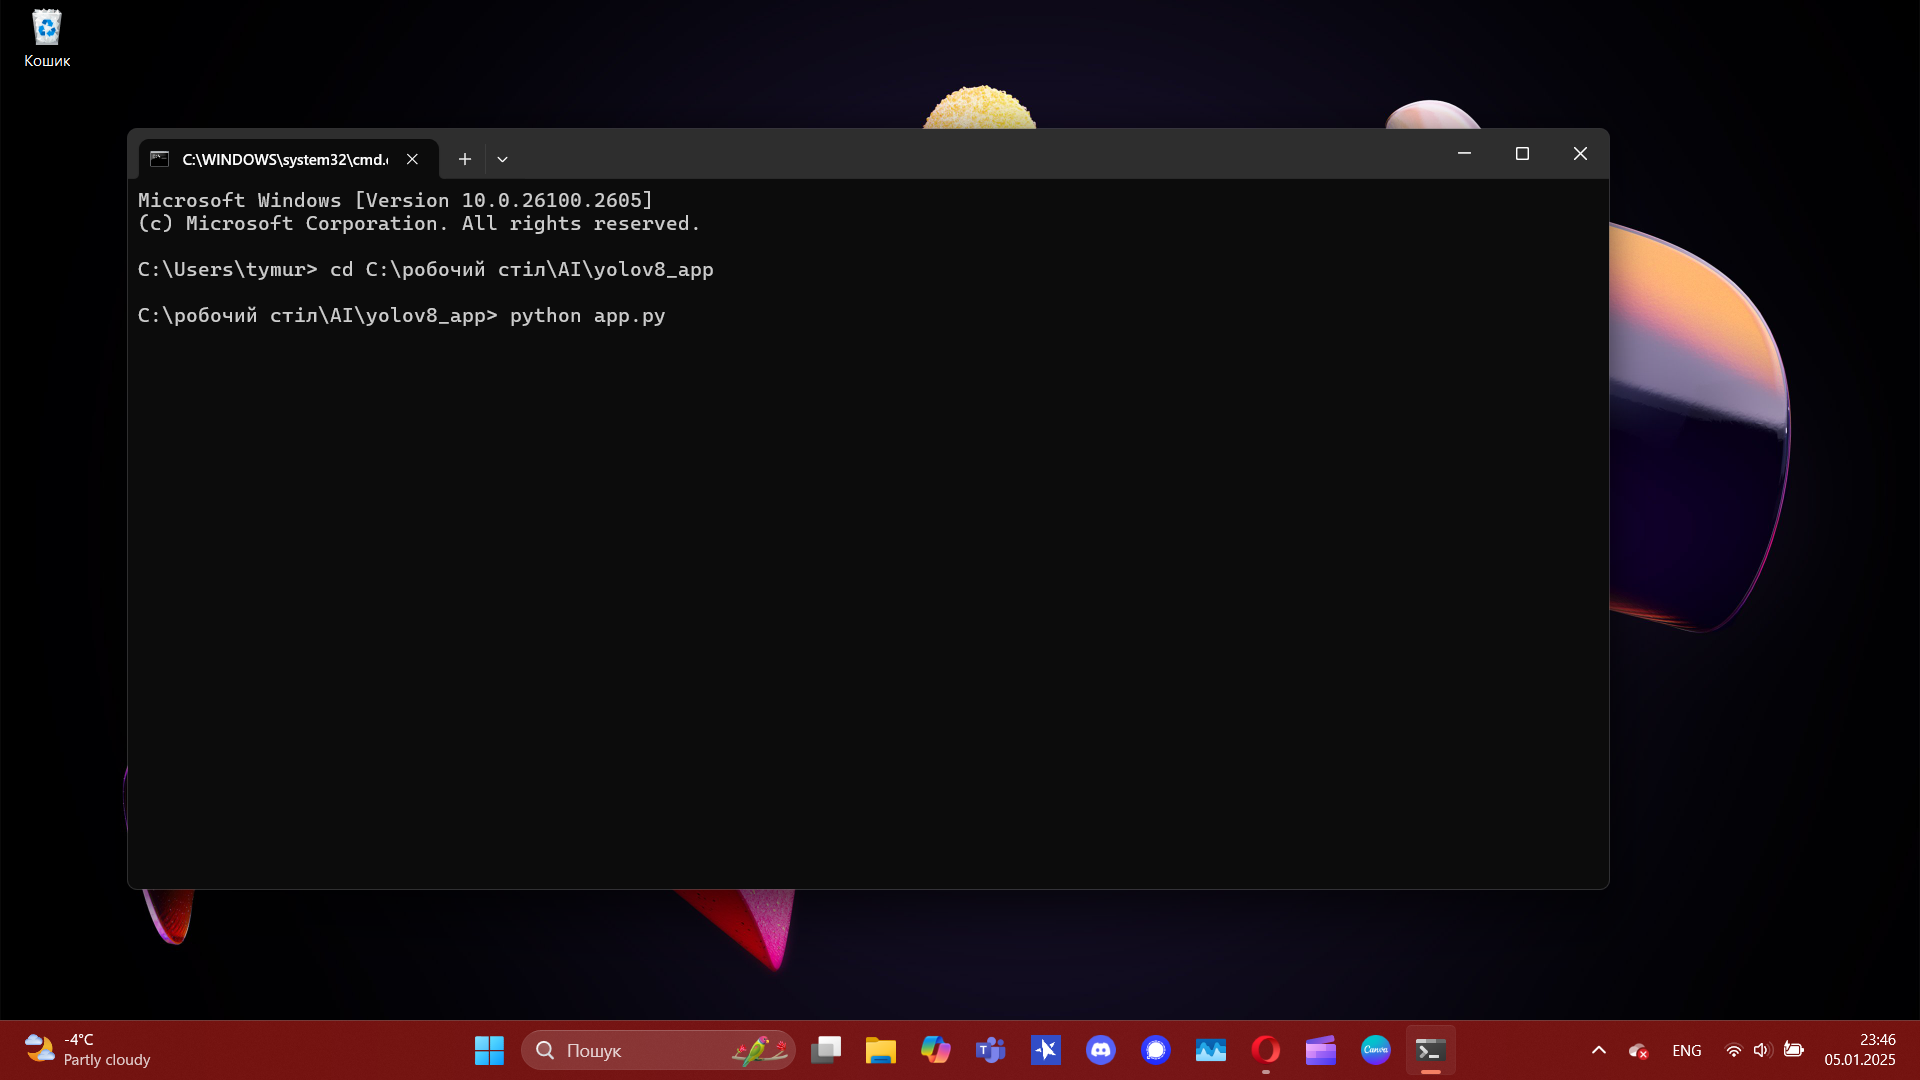 Кошик
C:\WINDOWS\system32\cmd.
Microsoft Windows [Version 10.0.26100.2605]
(c) Microsoft Corporation. All rights reserved.
C:\Users\tymur> cd C:\робочий стіл\AI\yolov8_app
C:\робочий стіл\AI\yolov8_app> python app.py
-4°C
Partly cloudy
Пошук
Canva
ENG
23:46
05.01.2025